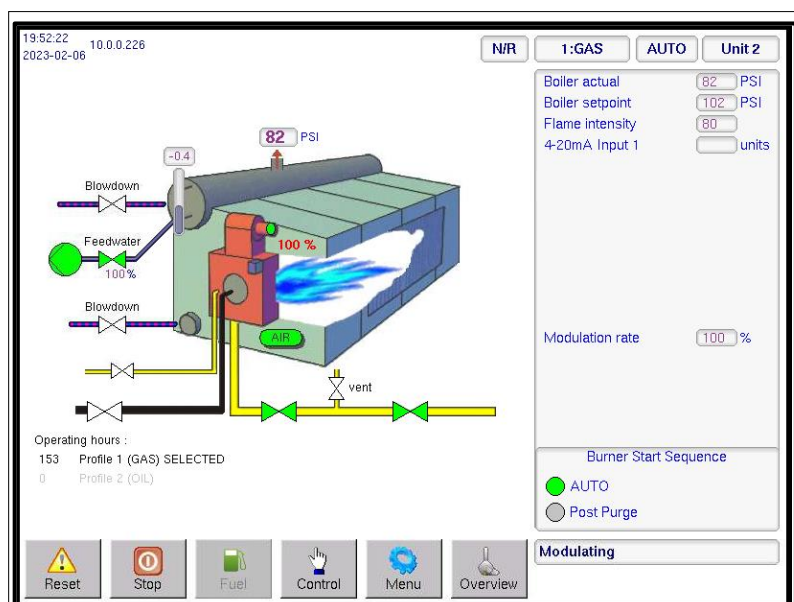 19:52:22
2023-02-06
10.0.0.226
N/R
1:GAS
AUTO
Unit 2
Boiler actual 82 PSI
Boiler setpoint 102 PSI
Flame intensity 80
4-20mA Input 1 units
82 PSI
-0.4
Blowdown
Feedwater
100%
100 %
Blowdown
AIR
vent
Modulation rate 100 %
Operating hours :
153 Profile 1 (GAS) SELECTED
0 Profile 2 (OIL)
Burner Start Sequence
AUTO
Post Purge
Modulating
Reset
Stop
Fuel
Control
Menu
Overview